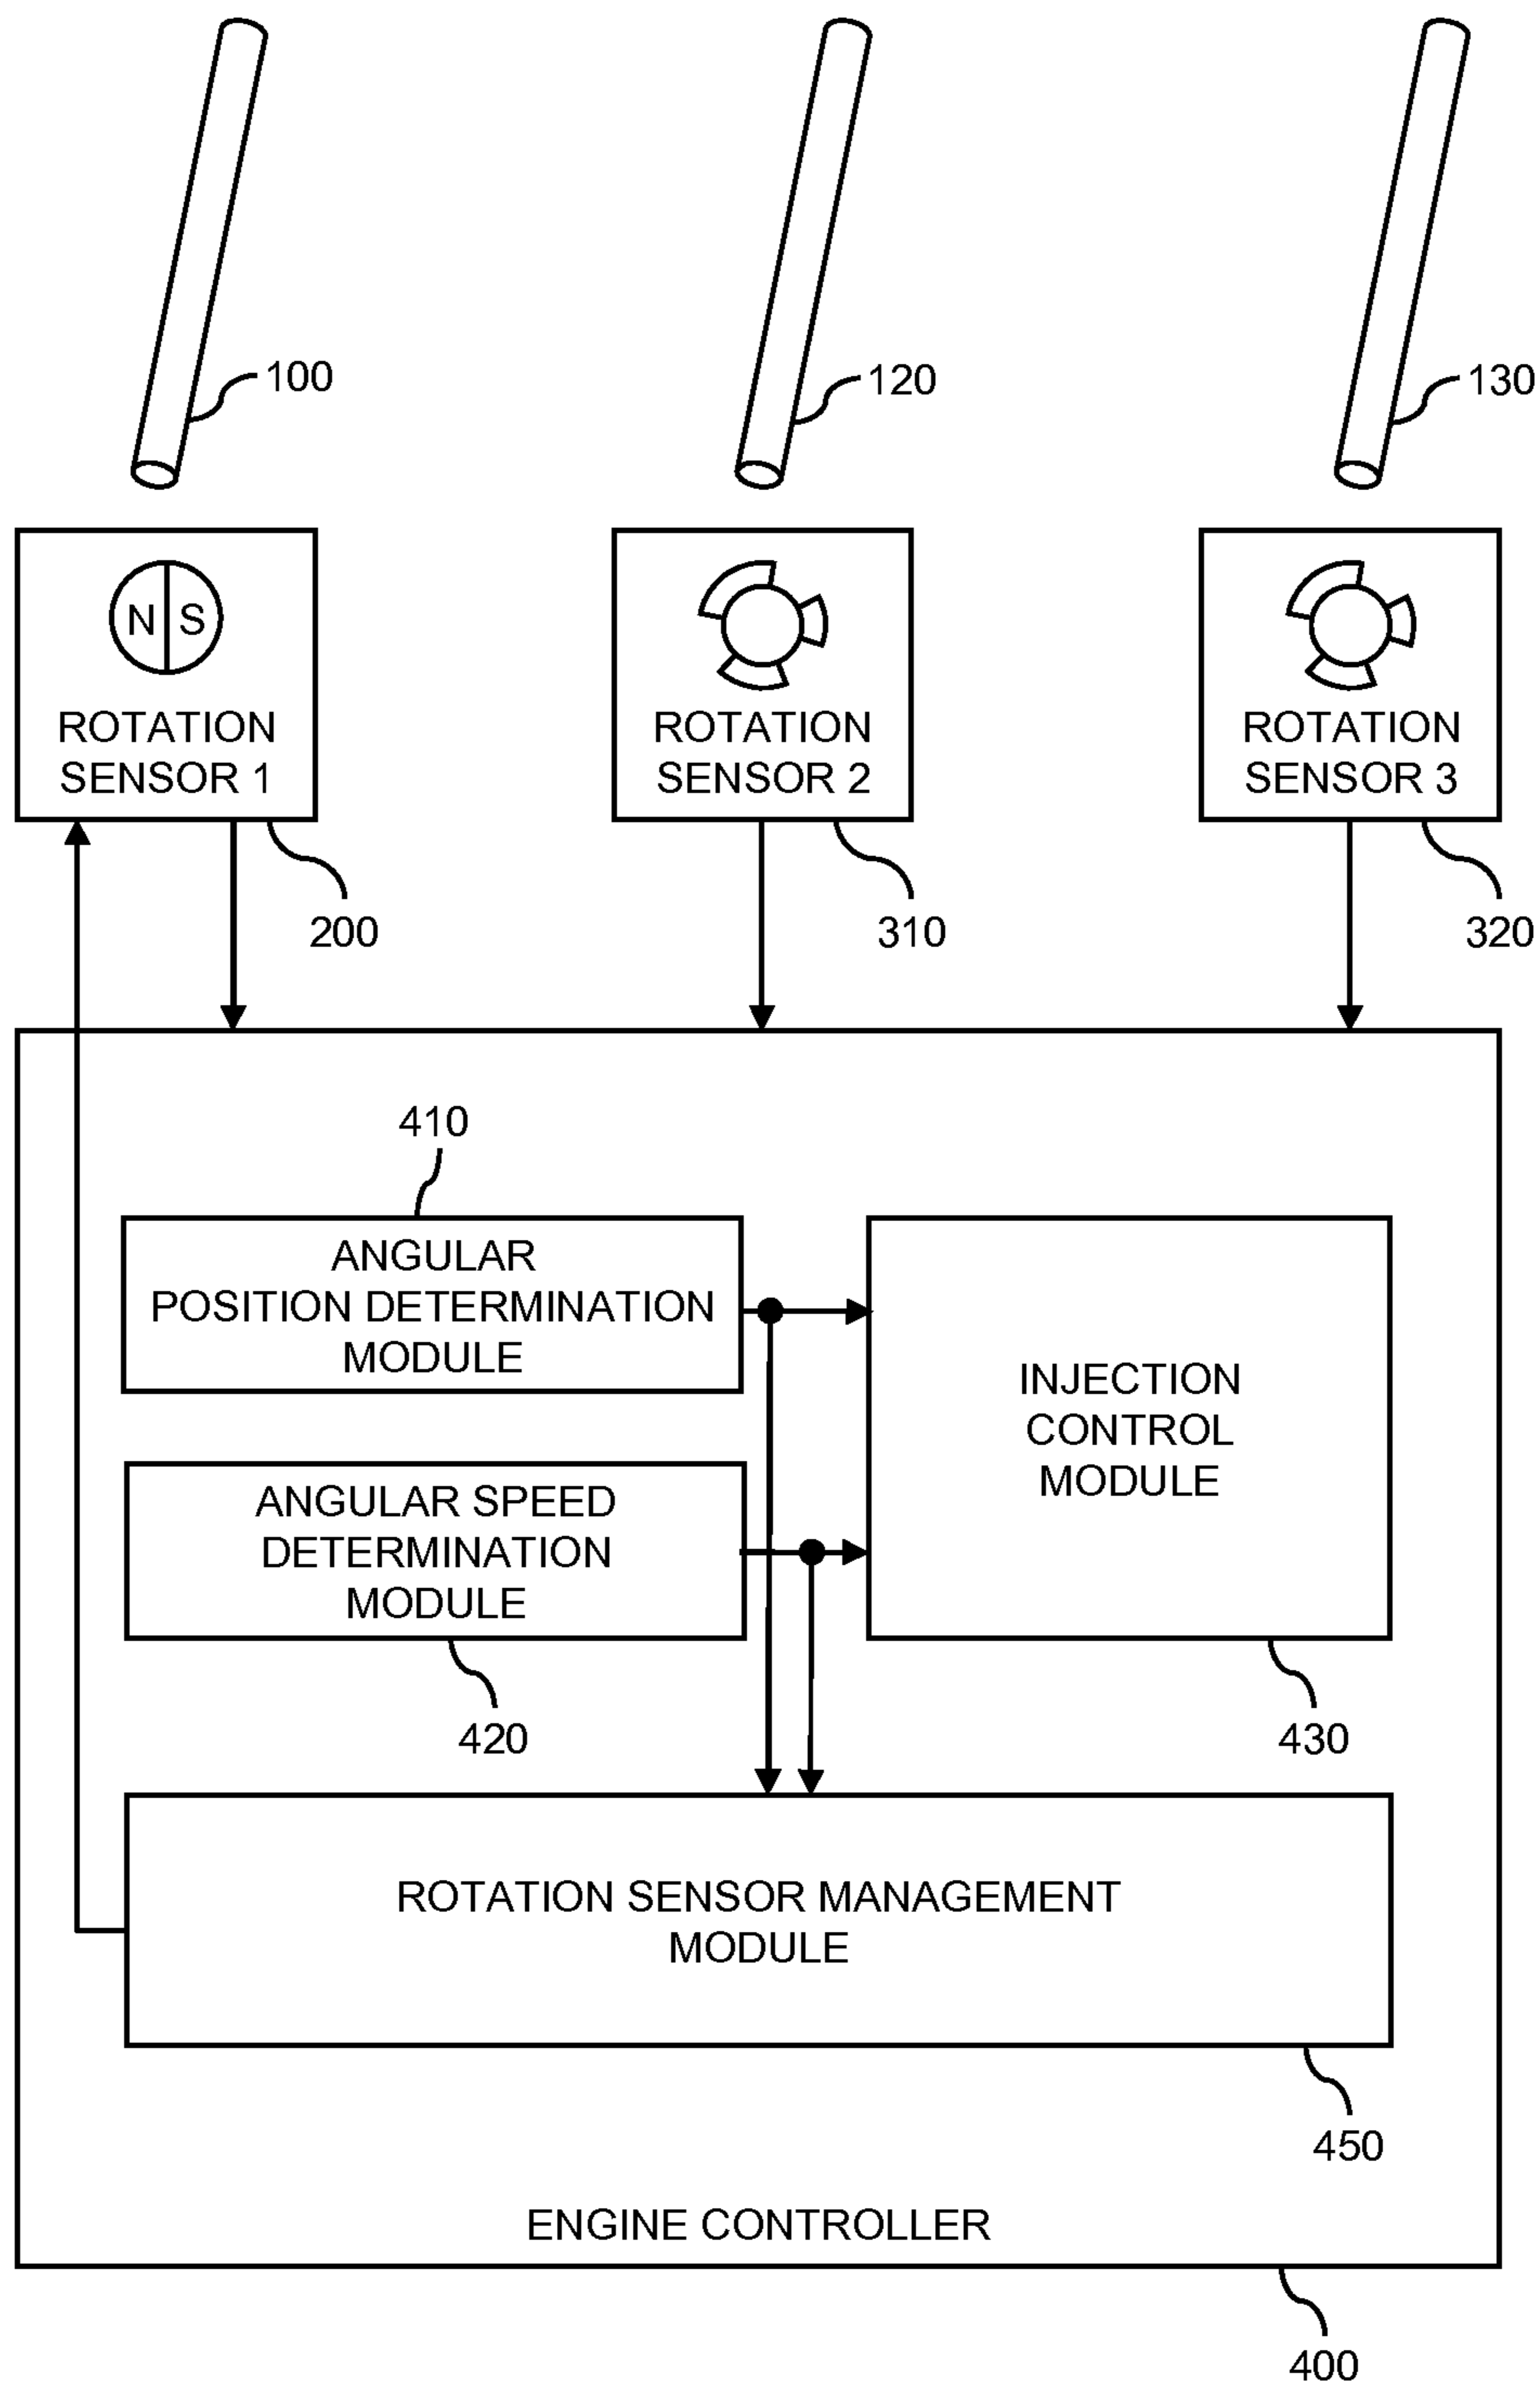 100
120
130
N S
ROTATION
SENSOR 1
ROTATION
SENSOR 2
ROTATION
SENSOR 3
200
310
320
410
ANGULAR
POSITION DETERMINATION
MODULE
INJECTION
CONTROL
MODULE
ANGULAR SPEED
DETERMINATION
MODULE
420
430
ROTATION SENSOR MANAGEMENT
MODULE
450
ENGINE CONTROLLER
400